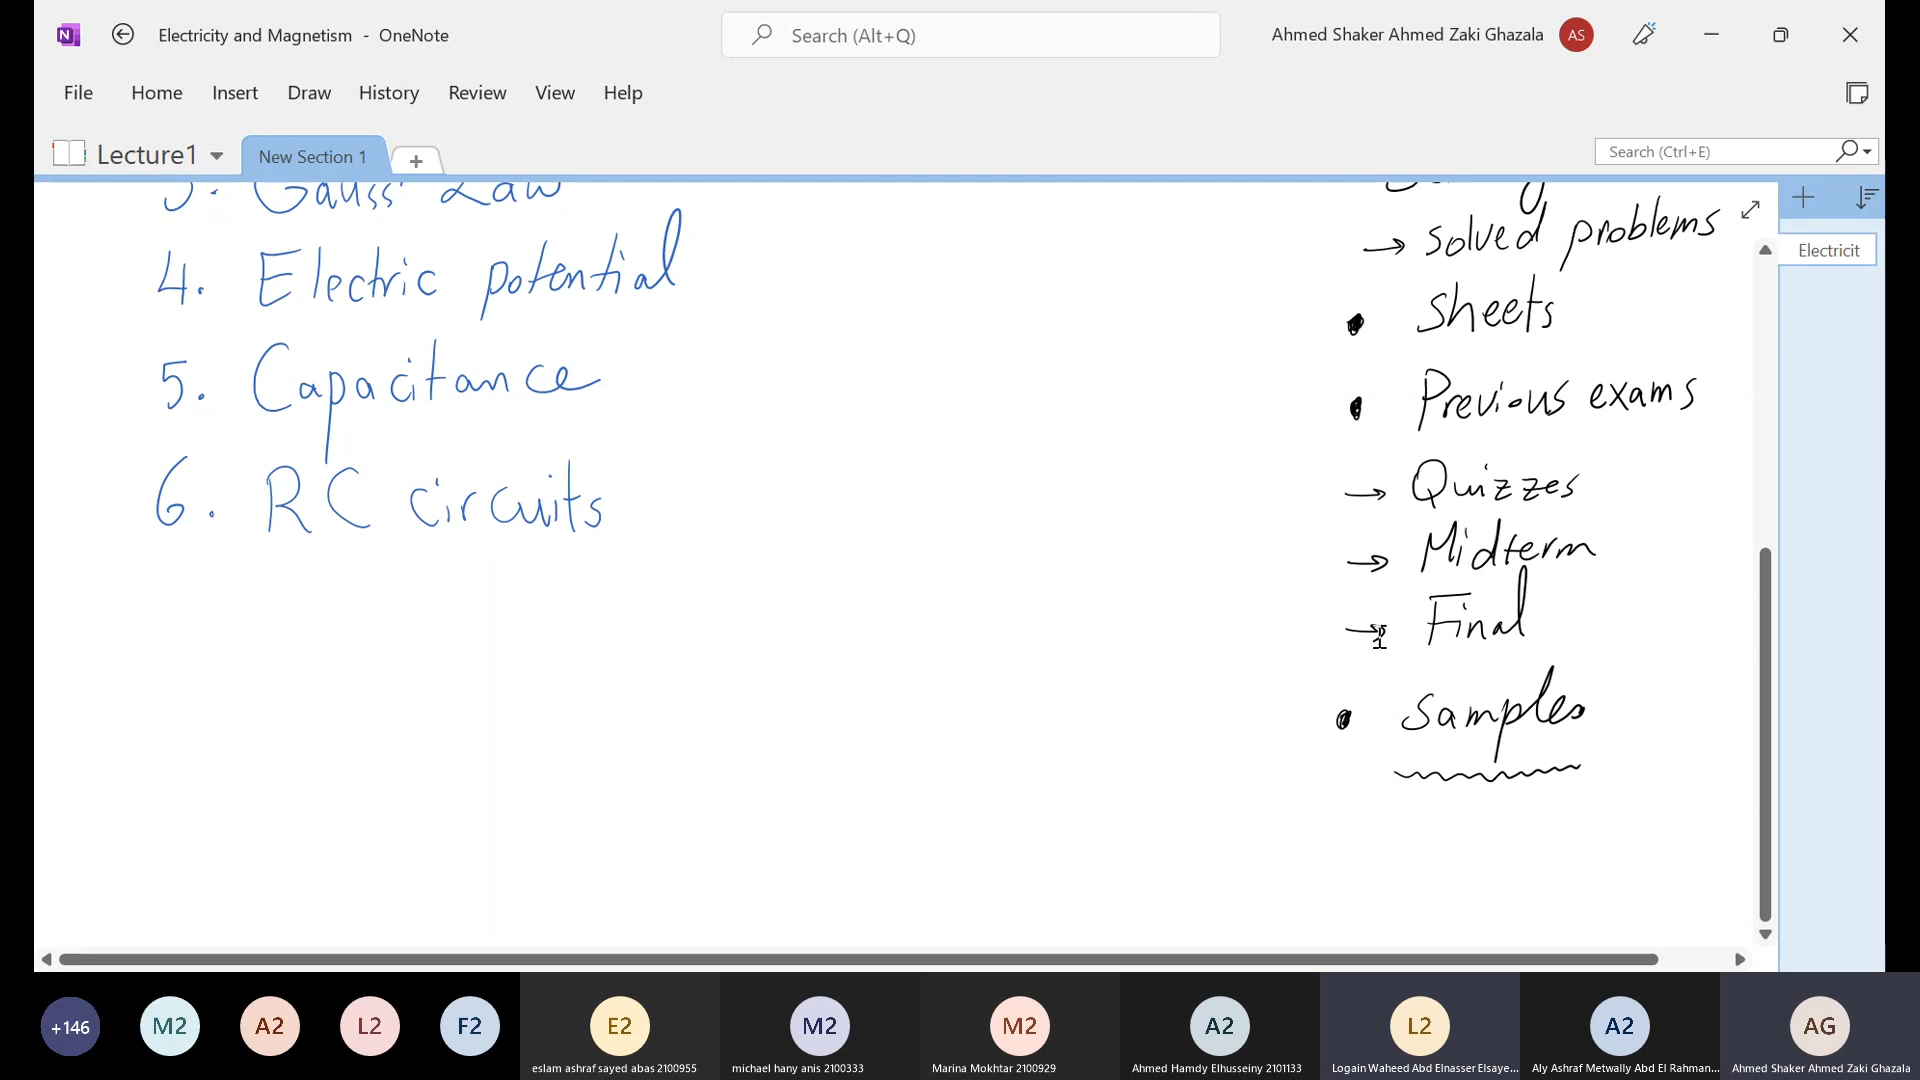 Electricity and Magnetism - OneNote
Search (Alt+Q)
Ahmed Shaker Ahmed Zaki Ghazala
AS
File Home Insert Draw History Review View Help
Lecture1
New Section 1
Search (Ctrl+E)
Electricit
Gauss' Law
4. Electric potential
5. Capacitance
6. RC circuits
→ solved problems
• Sheets
• Previous exams
→ Quizzes
→ Midterm
→ Final
• Samples
+146
M2
A2
L2
F2
E2
eslam ashraf sayed abas 2100955
M2
michael hany anis 2100333
M2
Marina Mokhtar 2100929
A2
Ahmed Hamdy Elhusseiny 2101133
L2
Logain Waheed Abd Elnasser Elsaye...
A2
Aly Ashraf Metwally Abd El Rahman...
AG
Ahmed Shaker Ahmed Zaki Ghazala